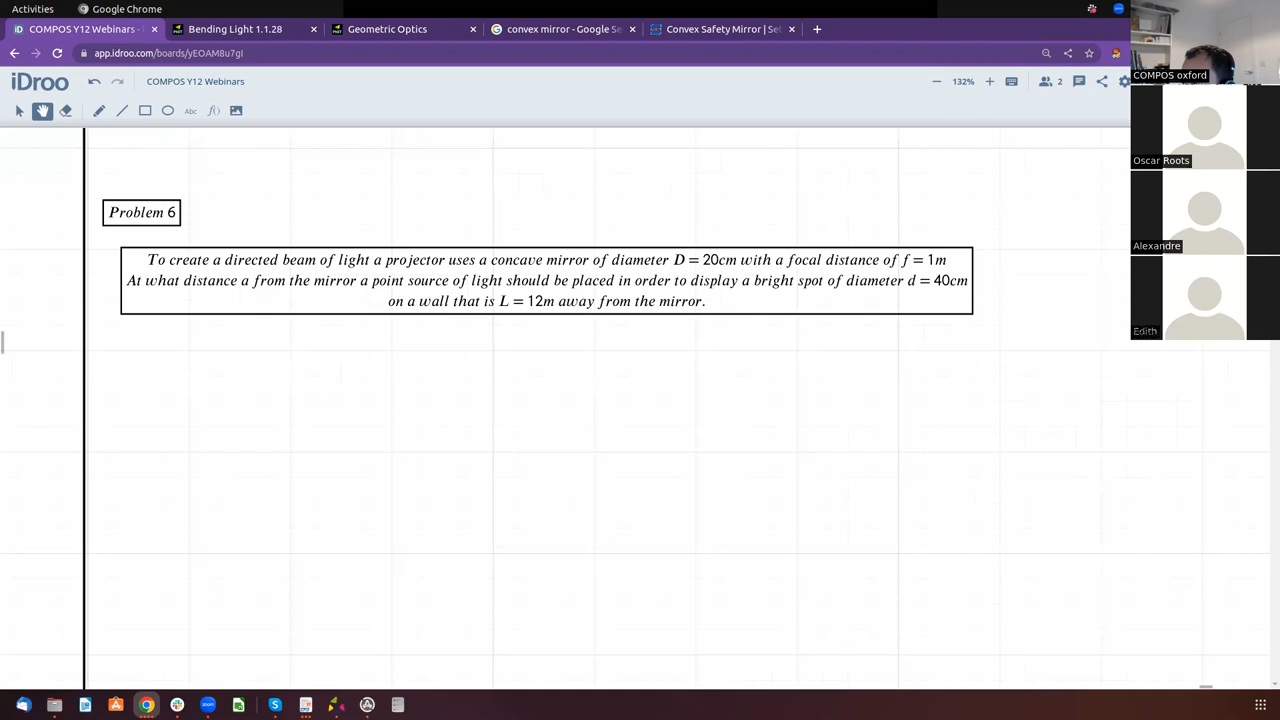 Activities
Google Chrome
COMPOS Y12 Webinars -
Bending Light 1.1.28
Geometric Optics
convex mirror - Google Se
Convex Safety Mirror | Set
app.idroo.com/boards/yEOAM8u7gI
iDroo
COMPOS Y12 Webinars
132%
2
Abc
f()
COMPOS oxford
Oscar Roots
Alexandre
Edith
Problem 6
To create a directed beam of light a projector uses a concave mirror of diameter D = 20cm with a focal distance of f = 1m
At what distance a from the mirror a point source of light should be placed in order to display a bright spot of diameter d = 40cm
on a wall that is L = 12m away from the mirror.